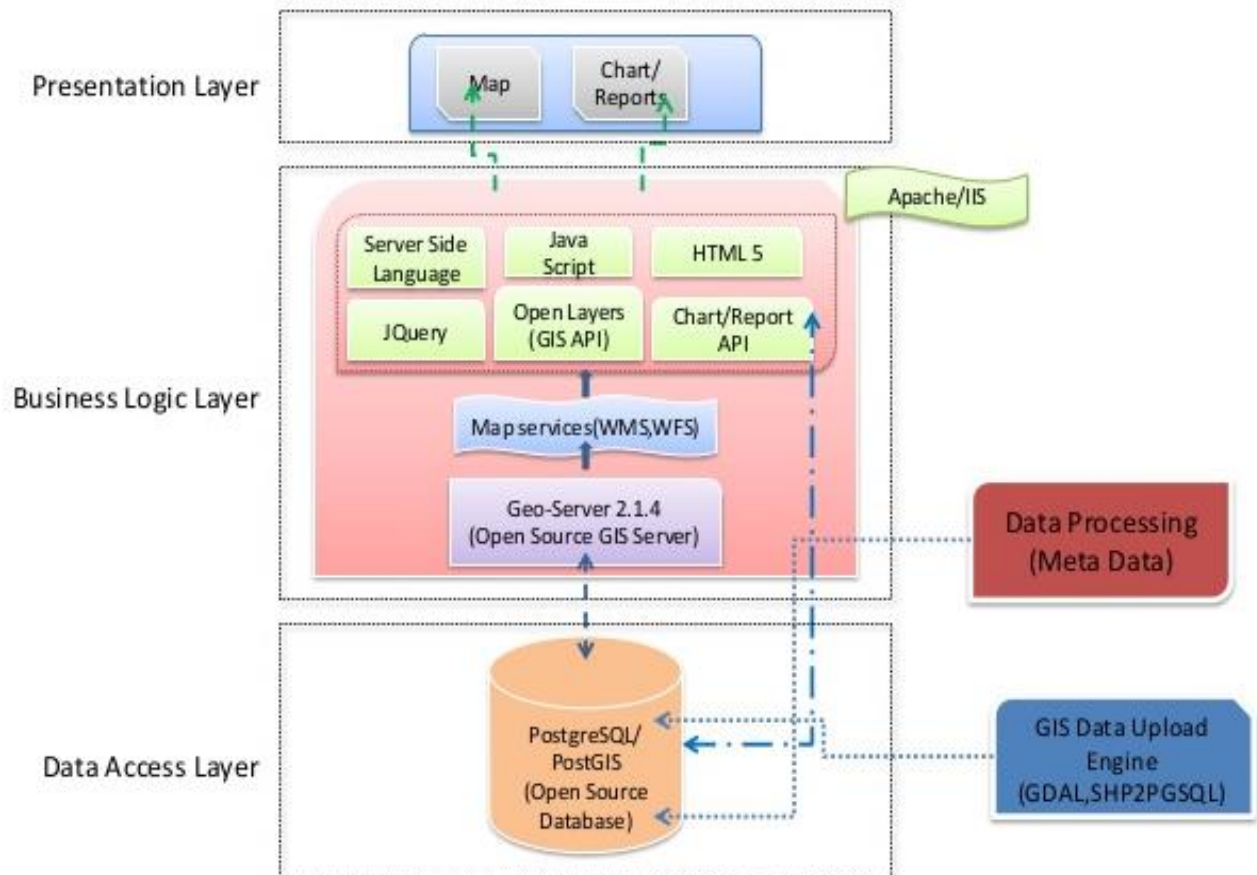 Presentation Layer
Map
Chart/
Reports
Apache/IIS
Business Logic Layer
Server Side
Language
Java
Script
HTML 5
JQuery
Open Layers
(GIS API)
Chart/Report
API
Map services(WMS,WFS)
Geo-Server 2.1.4
(Open Source GIS Server)
Data Processing
(Meta Data)
Data Access Layer
PostgreSQL/
PostGIS
(Open Source
Database)
GIS Data Upload
Engine
(GDAL,SHP2PGSQL)